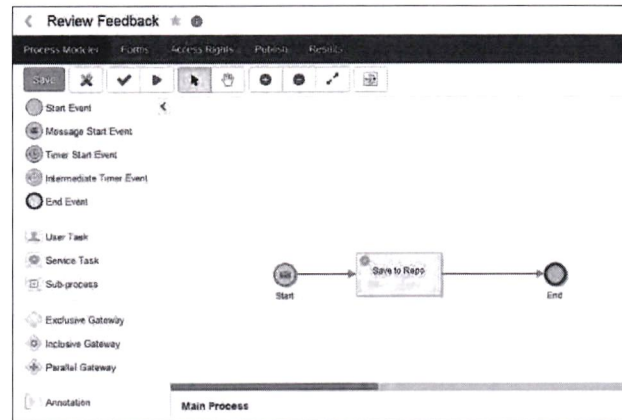 Review Feedback
Process Modeler Forms Access Rights Publish Results
Save
Start Event
Message Start Event
Timer Start Event
Intermediate Timer Event
End Event
User Task
Service Task
Sub-process
Exclusive Gateway
Inclusive Gateway
Parallel Gateway
Annotation
Save to Repo
Start
End
Main Process